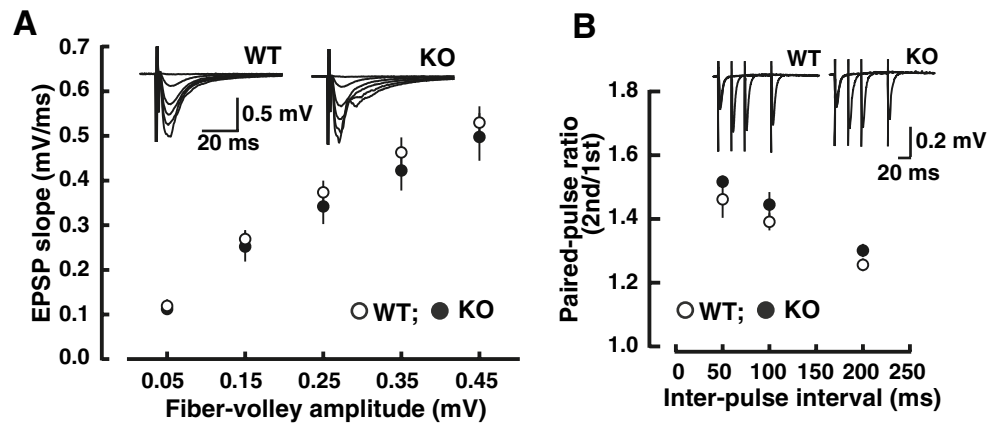 A
EPSP slope (mV/ms)
0.7
0.6
0.5
0.4
0.3
0.2
0.1
0.0
WT
KO
0.5 mV
20 ms
WT; KO
0.05 0.15 0.25 0.35 0.45
Fiber-volley amplitude (mV)
B
Paired-pulse ratio
(2nd/1st)
1.8
1.6
1.4
1.2
1.0
WT
KO
0.2 mV
20 ms
WT; KO
0 50 100 150 200 250
Inter-pulse interval (ms)